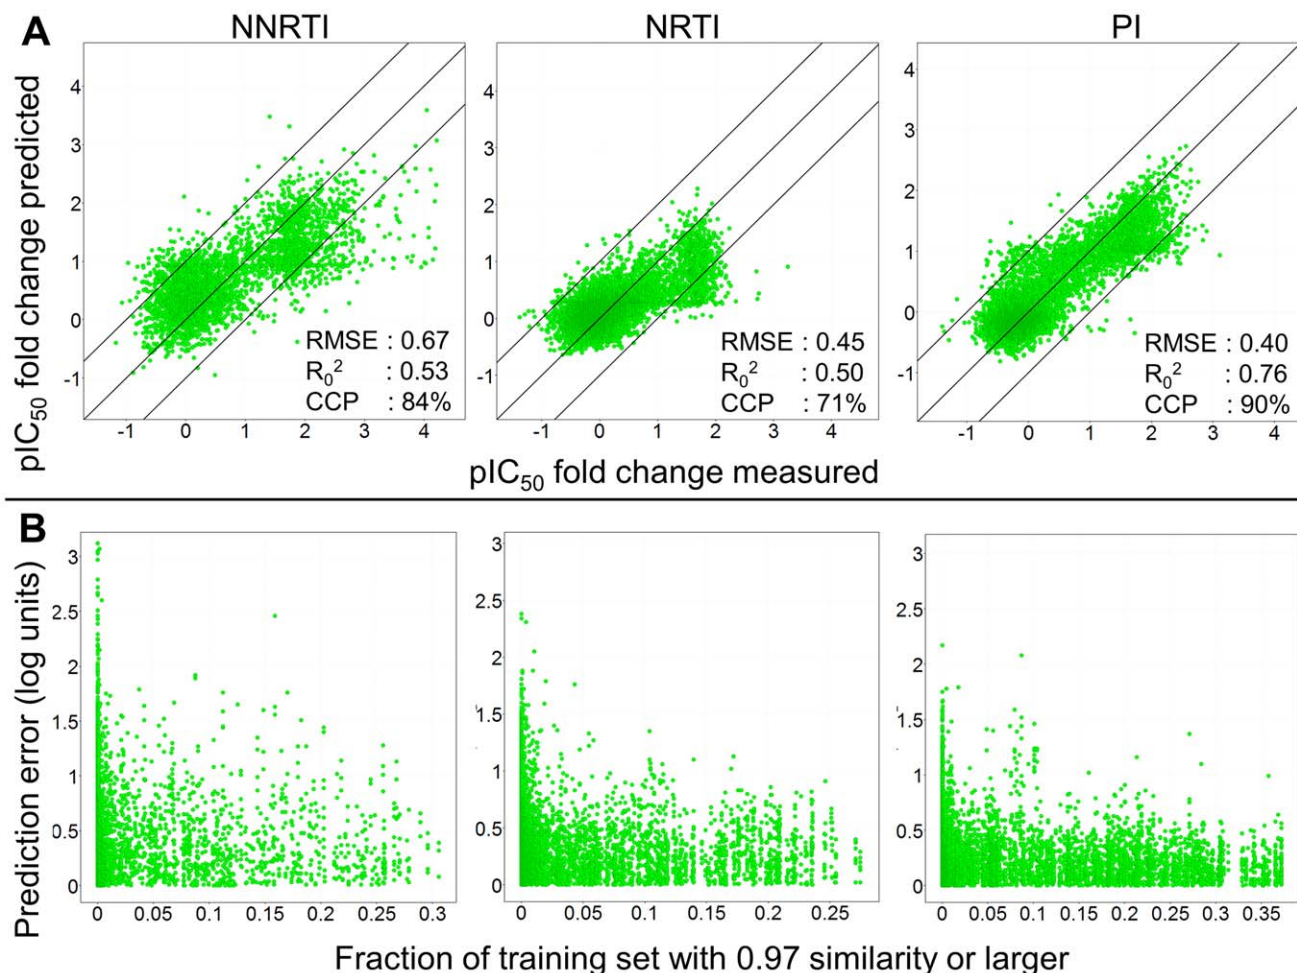 A
NNRTI
NRTI
PI
pIC50 fold change predicted
4
3
2
1
0
-1
4
3
2
1
0
-1
4
3
2
1
0
-1
RMSE : 0.67
R₀² : 0.53
CCP : 84%
RMSE : 0.45
R₀² : 0.50
CCP : 71%
RMSE : 0.40
R₀² : 0.76
CCP : 90%
-1 0 1 2 3 4
-1 0 1 2 3 4
-1 0 1 2 3 4
pIC₅₀ fold change measured
B
Prediction error (log units)
3
2.5
2
1.5
1
0.5
0
3
2.5
2
1.5
1
0.5
0
3
2.5
2
1.5
1
0.5
0
0 0.05 0.1 0.15 0.2 0.25 0.3
0 0.05 0.1 0.15 0.2 0.25
0 0.05 0.1 0.15 0.2 0.25 0.3 0.35
Fraction of training set with 0.97 similarity or larger